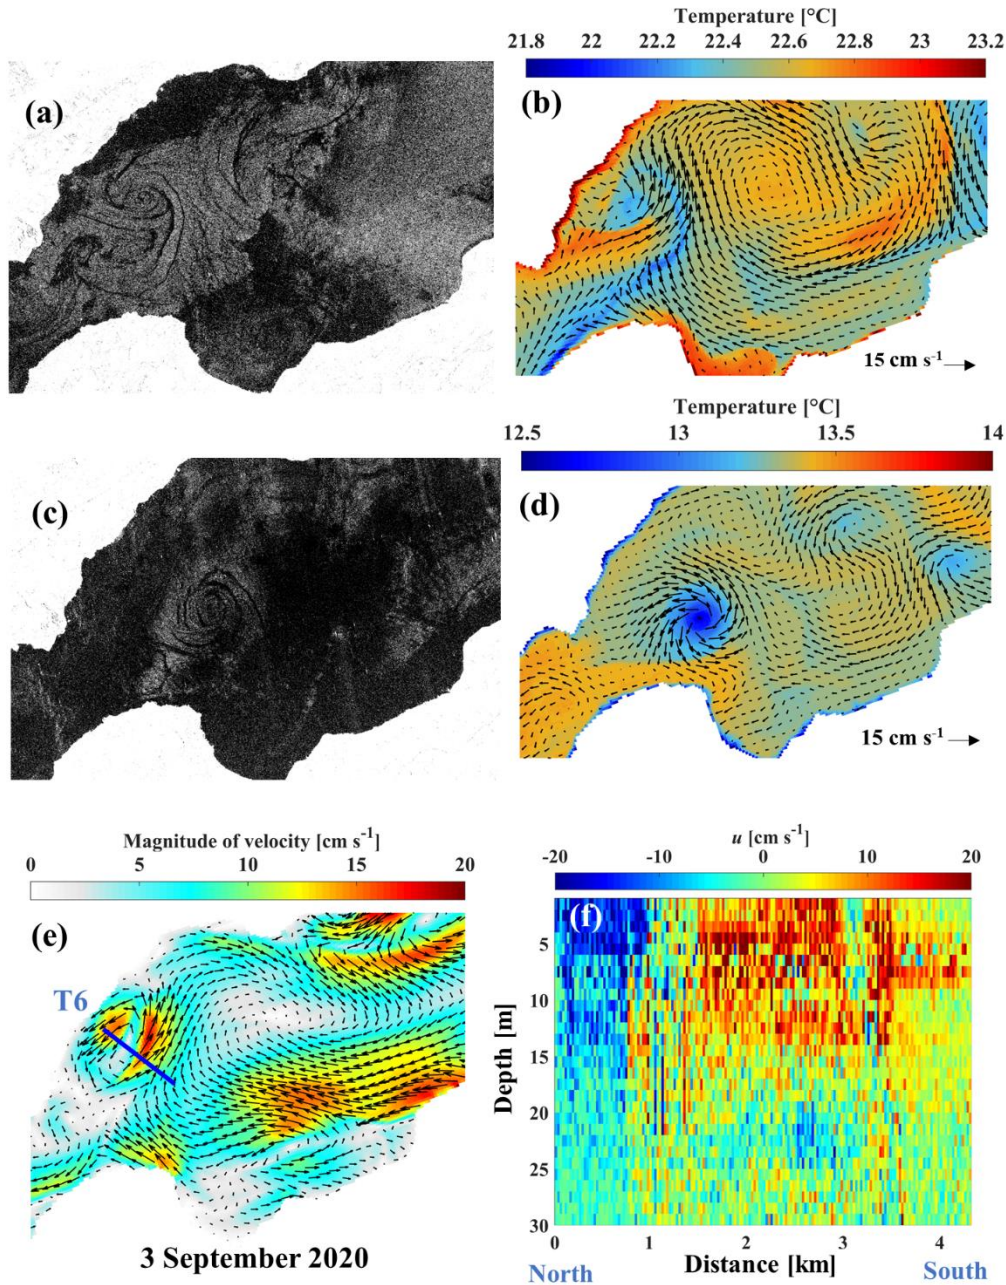 Temperature [°C]
21.8 22 22.2 22.4 22.6 22.8 23 23.2
(a)
(b)
15 cm s⁻¹
Temperature [°C]
12.5 13 13.5 14
(c)
(d)
15 cm s⁻¹
Magnitude of velocity [cm s⁻¹]
0 5 10 15 20
(e)
T6
3 September 2020
u [cm s⁻¹]
-20 -10 0 10 20
(f)
Depth [m]
5
10
15
20
25
30
0 1 2 3 4
North Distance [km] South